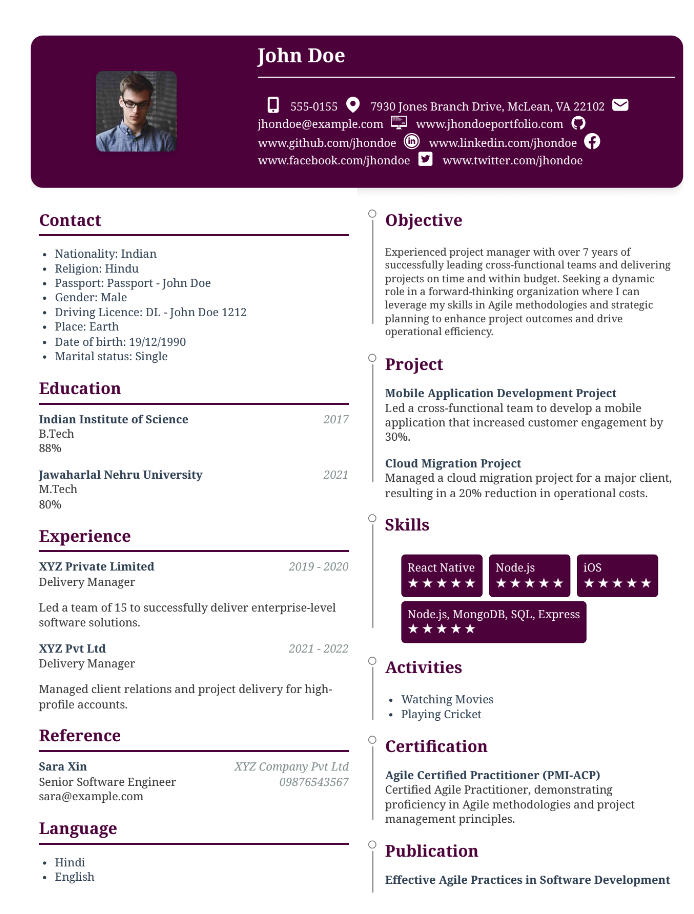 John Doe
555-0155 7930 Jones Branch Drive, McLean, VA 22102
jhondoe@example.com www.jhondoeportfolio.com
www.github.com/jhondoe www.linkedin.com/jhondoe
www.facebook.com/jhondoe www.twitter.com/jhondoe
Contact
Nationality: Indian
Religion: Hindu
Passport: Passport - John Doe
Gender: Male
Driving Licence: DL - John Doe 1212
Place: Earth
Date of birth: 19/12/1990
Marital status: Single
Education
Indian Institute of Science 2017
B.Tech
88%
Jawaharlal Nehru University 2021
M.Tech
80%
Experience
XYZ Private Limited 2019 - 2020
Delivery Manager
Led a team of 15 to successfully deliver enterprise-level
software solutions.
XYZ Pvt Ltd 2021 - 2022
Delivery Manager
Managed client relations and project delivery for high-
profile accounts.
Reference
Sara Xin XYZ Company Pvt Ltd
Senior Software Engineer 09876543567
sara@example.com
Language
Hindi
English
Objective
Experienced project manager with over 7 years of
successfully leading cross-functional teams and delivering
projects on time and within budget. Seeking a dynamic
role in a forward-thinking organization where I can
leverage my skills in Agile methodologies and strategic
planning to enhance project outcomes and drive
operational efficiency.
Project
Mobile Application Development Project
Led a cross-functional team to develop a mobile
application that increased customer engagement by
30%.
Cloud Migration Project
Managed a cloud migration project for a major client,
resulting in a 20% reduction in operational costs.
Skills
React Native Node.js iOS
★★★★★ ★★★★★ ★★★★★
Node.js, MongoDB, SQL, Express
★★★★★
Activities
Watching Movies
Playing Cricket
Certification
Agile Certified Practitioner (PMI-ACP)
Certified Agile Practitioner, demonstrating
proficiency in Agile methodologies and project
management principles.
Publication
Effective Agile Practices in Software Development